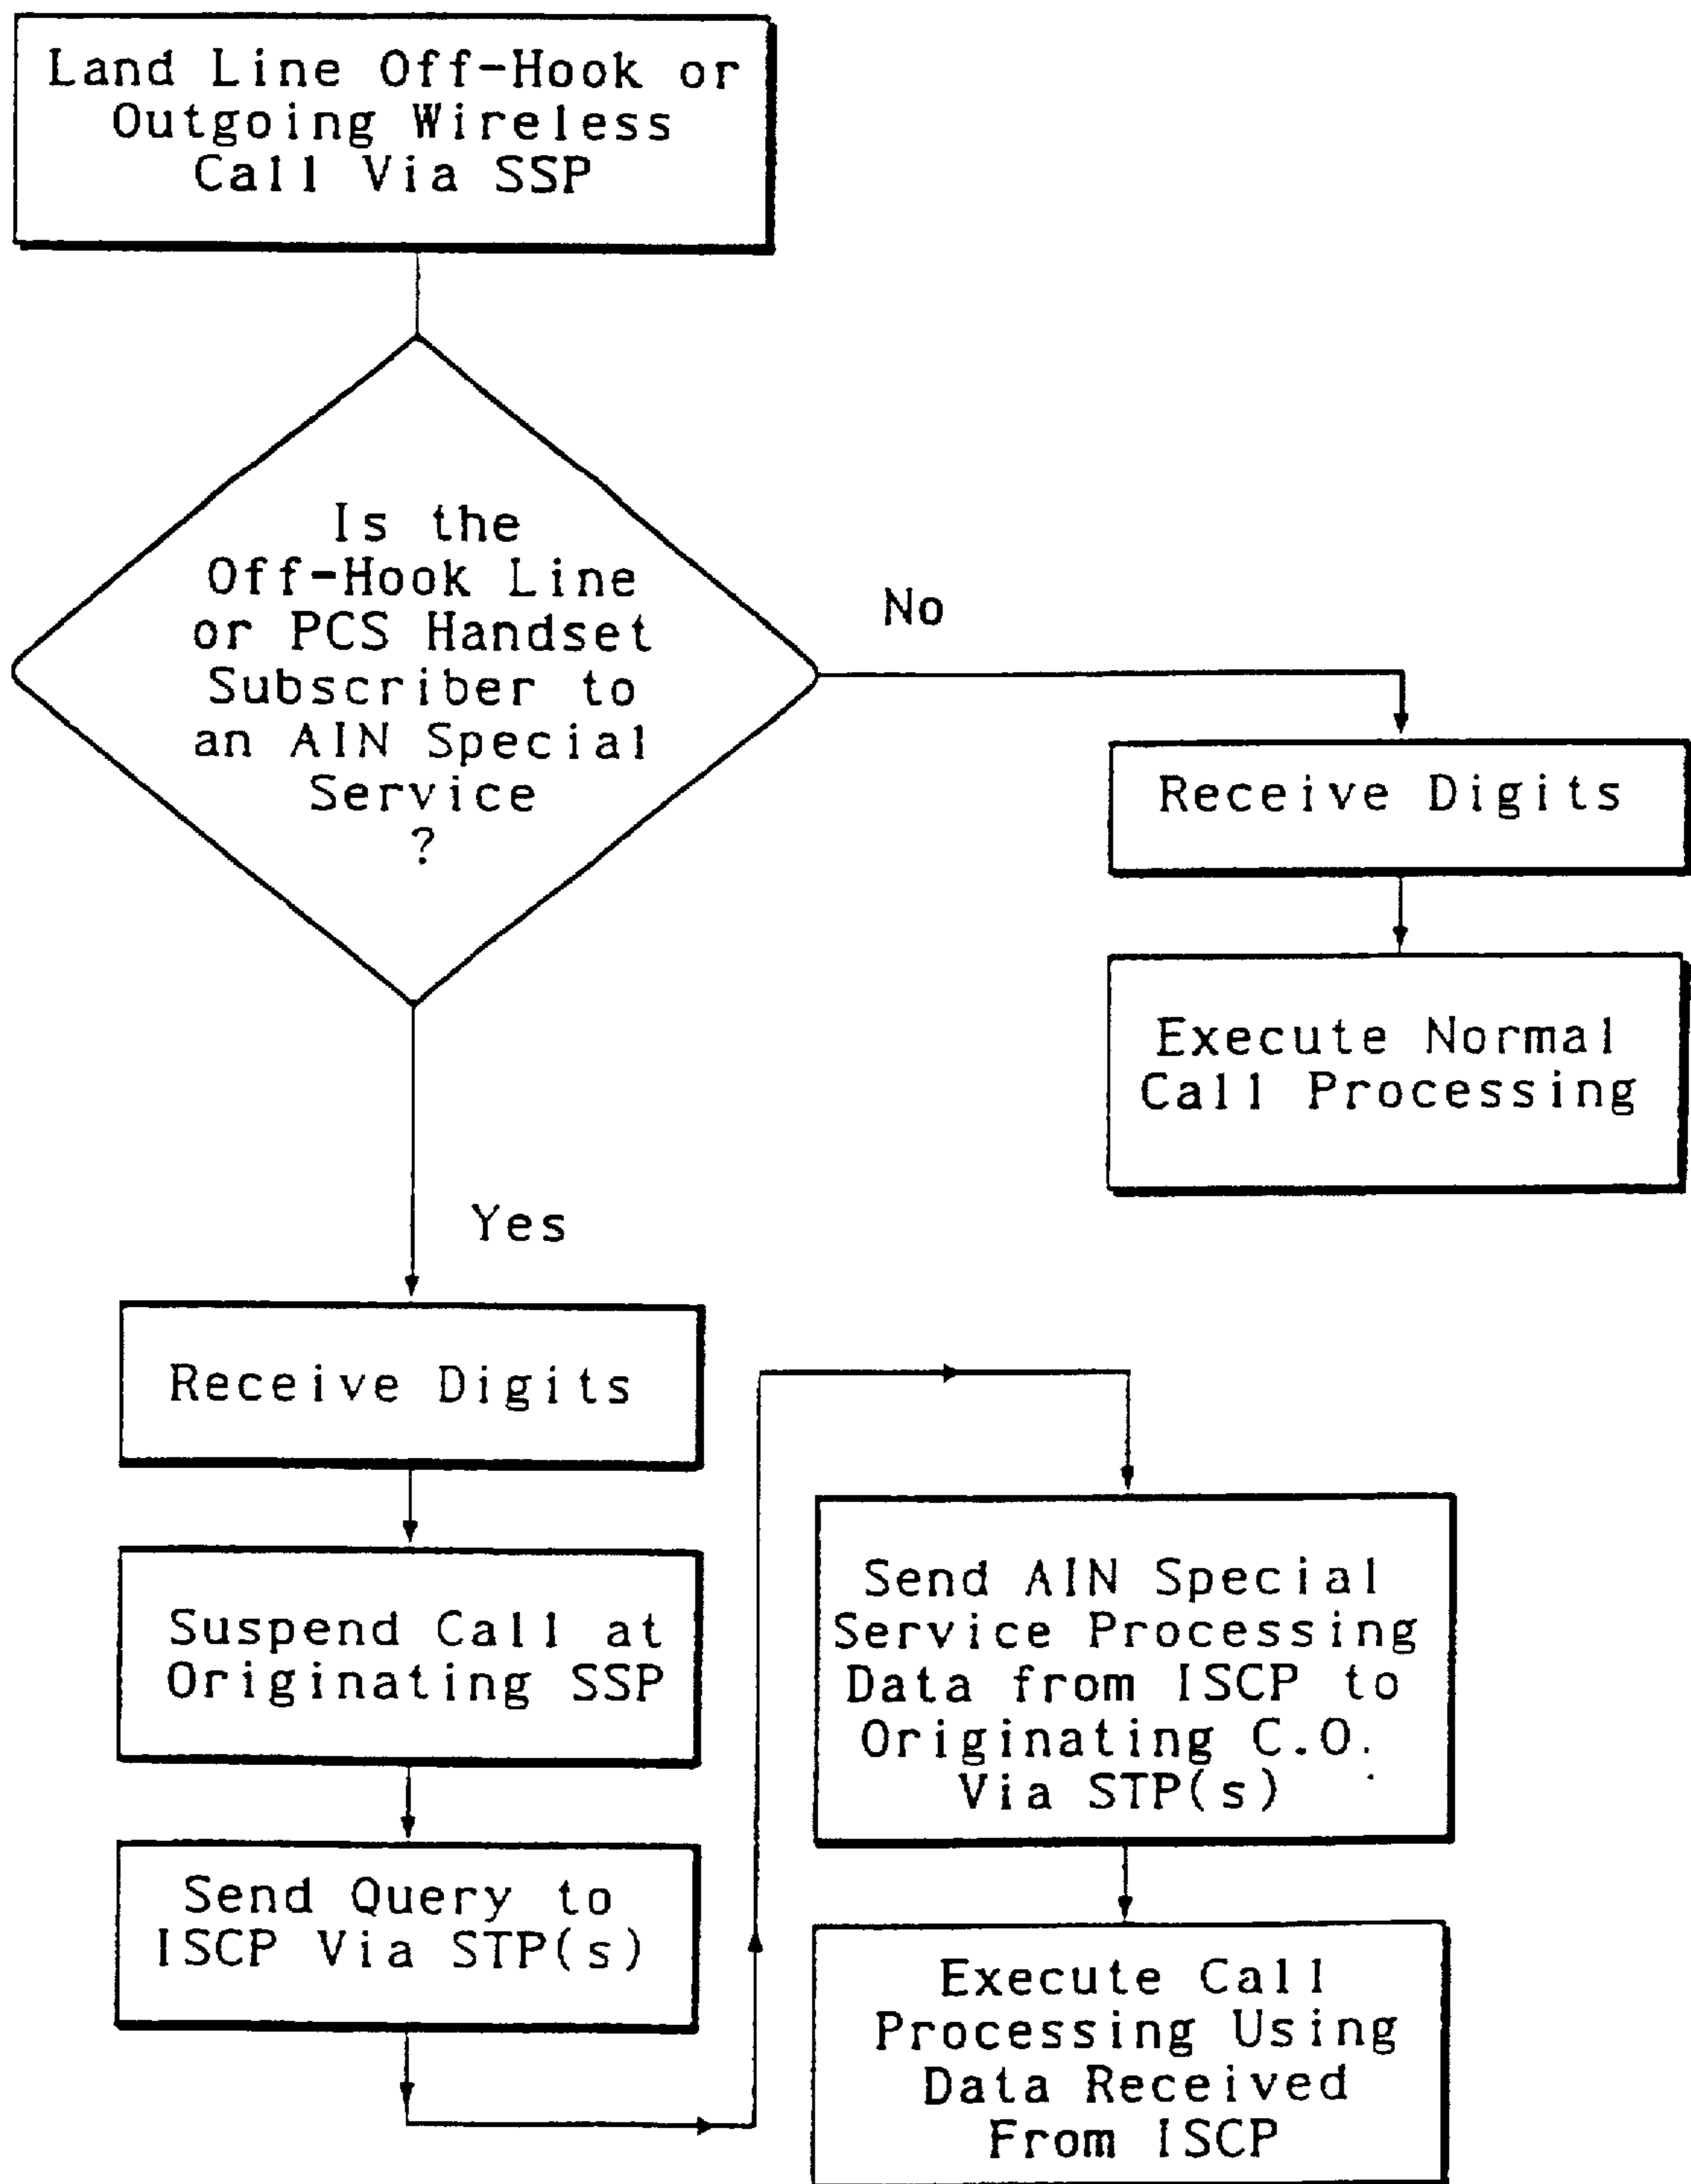 Land Line Off-Hook or
Outgoing Wireless
Call Via SSP
Is the
Off-Hook Line
or PCS Handset
Subscriber to
an AIN Special
Service
?
No
Receive Digits
Execute Normal
Call Processing
Yes
Receive Digits
Suspend Call at
Originating SSP
Send Query to
ISCP Via STP(s)
Send AIN Special
Service Processing
Data from ISCP to
Originating C.O.
Via STP(s)
Execute Call
Processing Using
Data Received
From ISCP